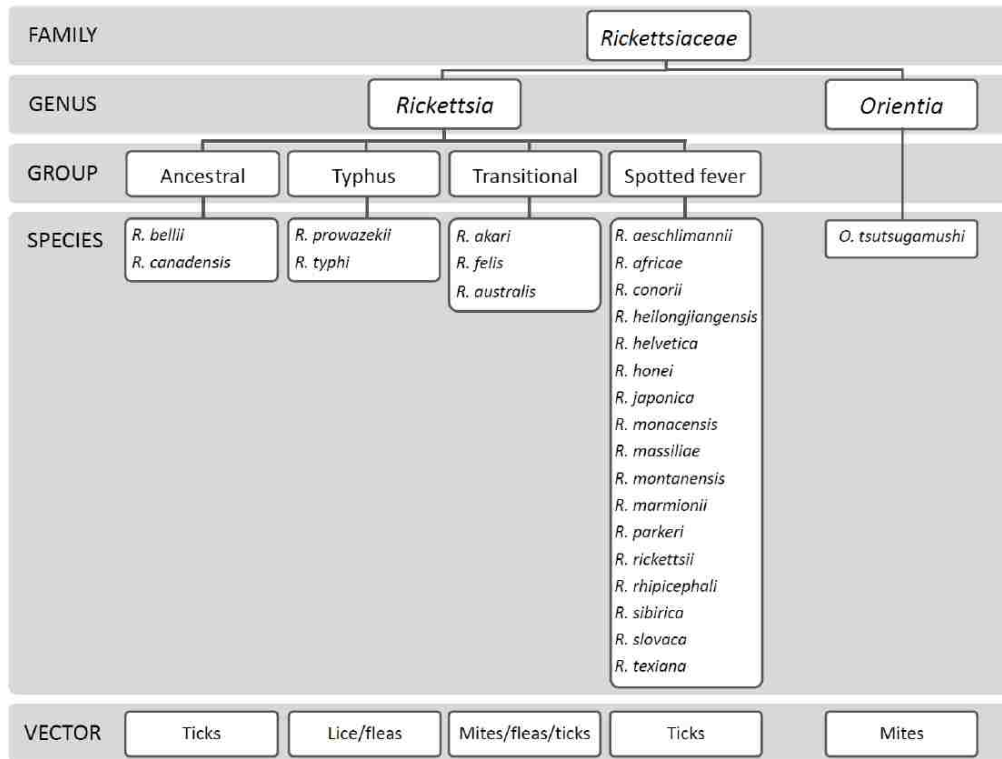 FAMILY
Rickettsiaceae
GENUS
Rickettsia
Orientia
GROUP
Ancestral
Typhus
Transitional
Spotted fever
SPECIES
R. bellii
R. canadensis
R. prowazekii
R. typhi
R. akari
R. felis
R. australis
R. aeschlimannii
R. africae
R. conorii
R. heilongjiangensis
R. helvetica
R. honei
R. japonica
R. monacensis
R. massiliae
R. montanensis
R. marmionii
R. parkeri
R. rickettsii
R. rhipicephali
R. sibirica
R. slovaca
R. texiana
O. tsutsugamushi
VECTOR
Ticks
Lice/fleas
Mites/fleas/ticks
Ticks
Mites